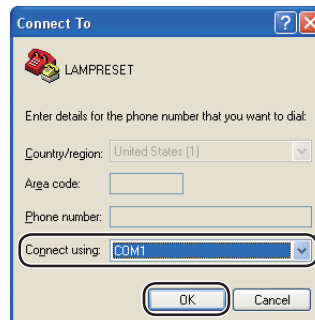 Connect To
LAMPRESET
Enter details for the phone number that you want to dial:
Country/region: United States (1)
Area code:
Phone number:
Connect using: COM1
OK Cancel